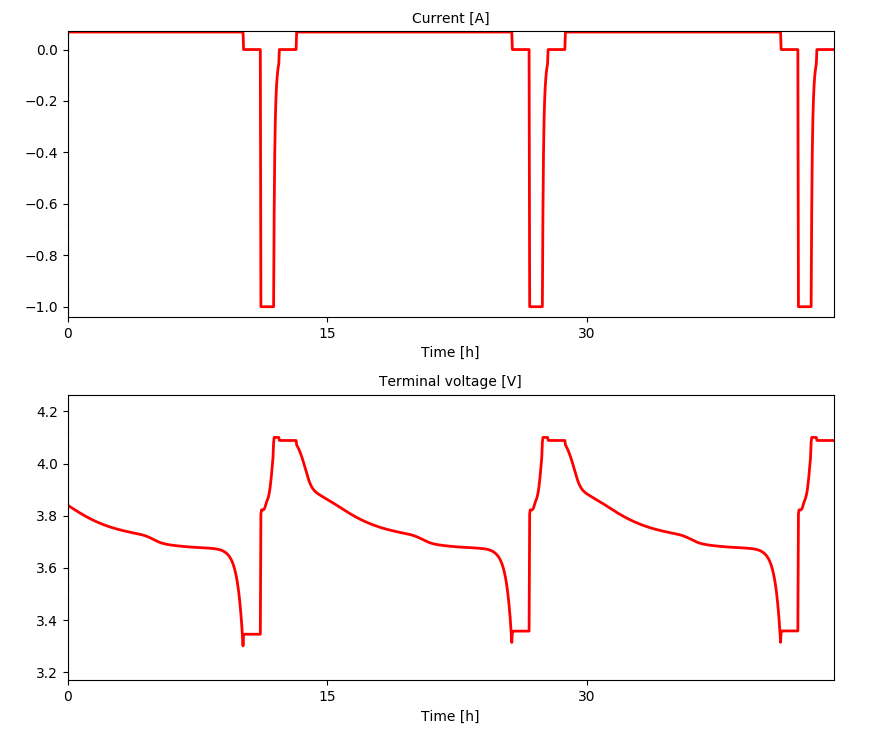 Current [A]
0.0
−0.2
−0.4
−0.6
−0.8
−1.0
0 15 30
Time [h]
Terminal voltage [V]
4.2
4.0
3.8
3.6
3.4
3.2
0 15 30
Time [h]